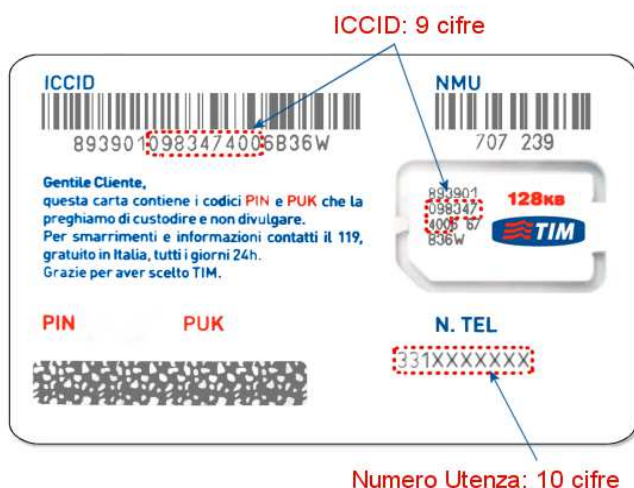 ICCID: 9 cifre
ICCID
NMU
8939010983474006B36W
707 239
Gentile Cliente,
questa carta contiene i codici PIN e PUK che la
preghiamo di custodire e non divulgare.
Per smarrimenti e informazioni contatti il 119,
gratuito in Italia, tutti i giorni 24h.
Grazie per aver scelto TIM.
893901
098347
4006 67
B36W
128KB
TIM
PIN
PUK
N. TEL
331XXXXXXX
Numero Utenza: 10 cifre